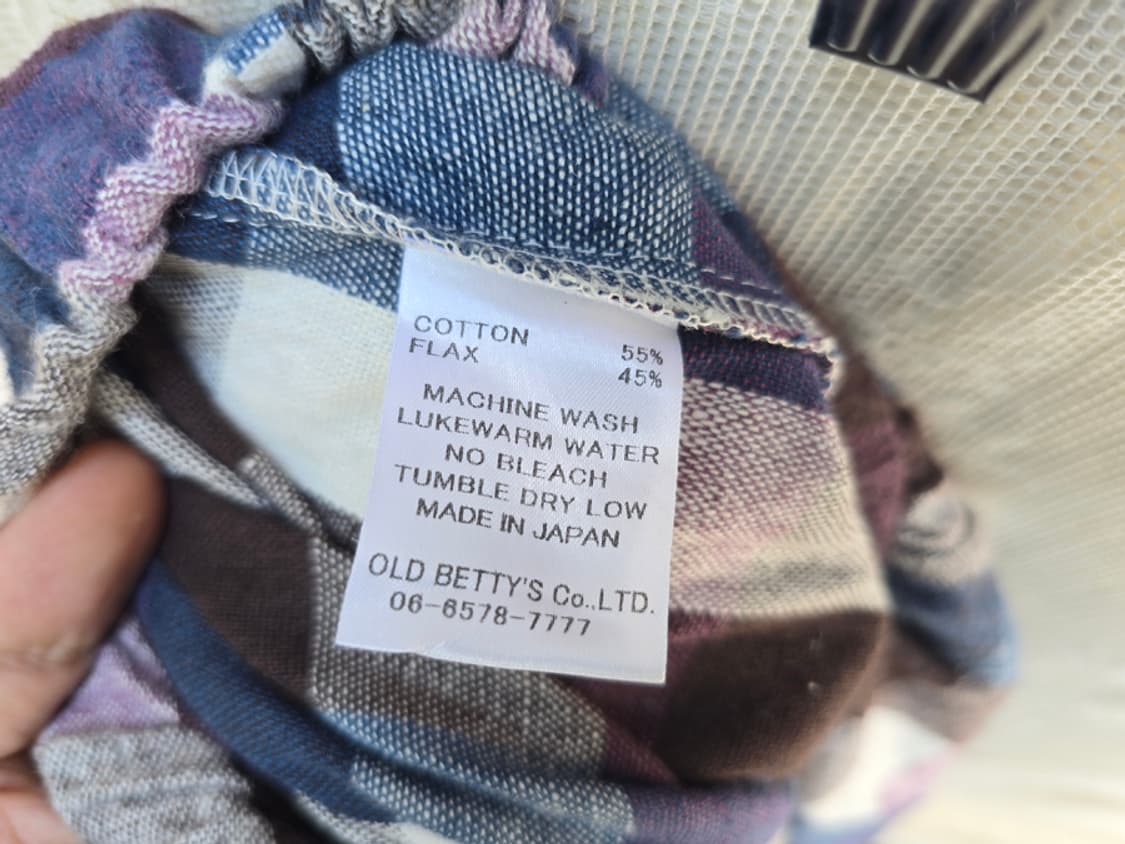 COTTON 55%
FLAX 45%
MACHINE WASH
LUKEWARM WATER
NO BLEACH
TUMBLE DRY LOW
MADE IN JAPAN
OLD BETTY'S Co.,LTD.
06-6578-7777